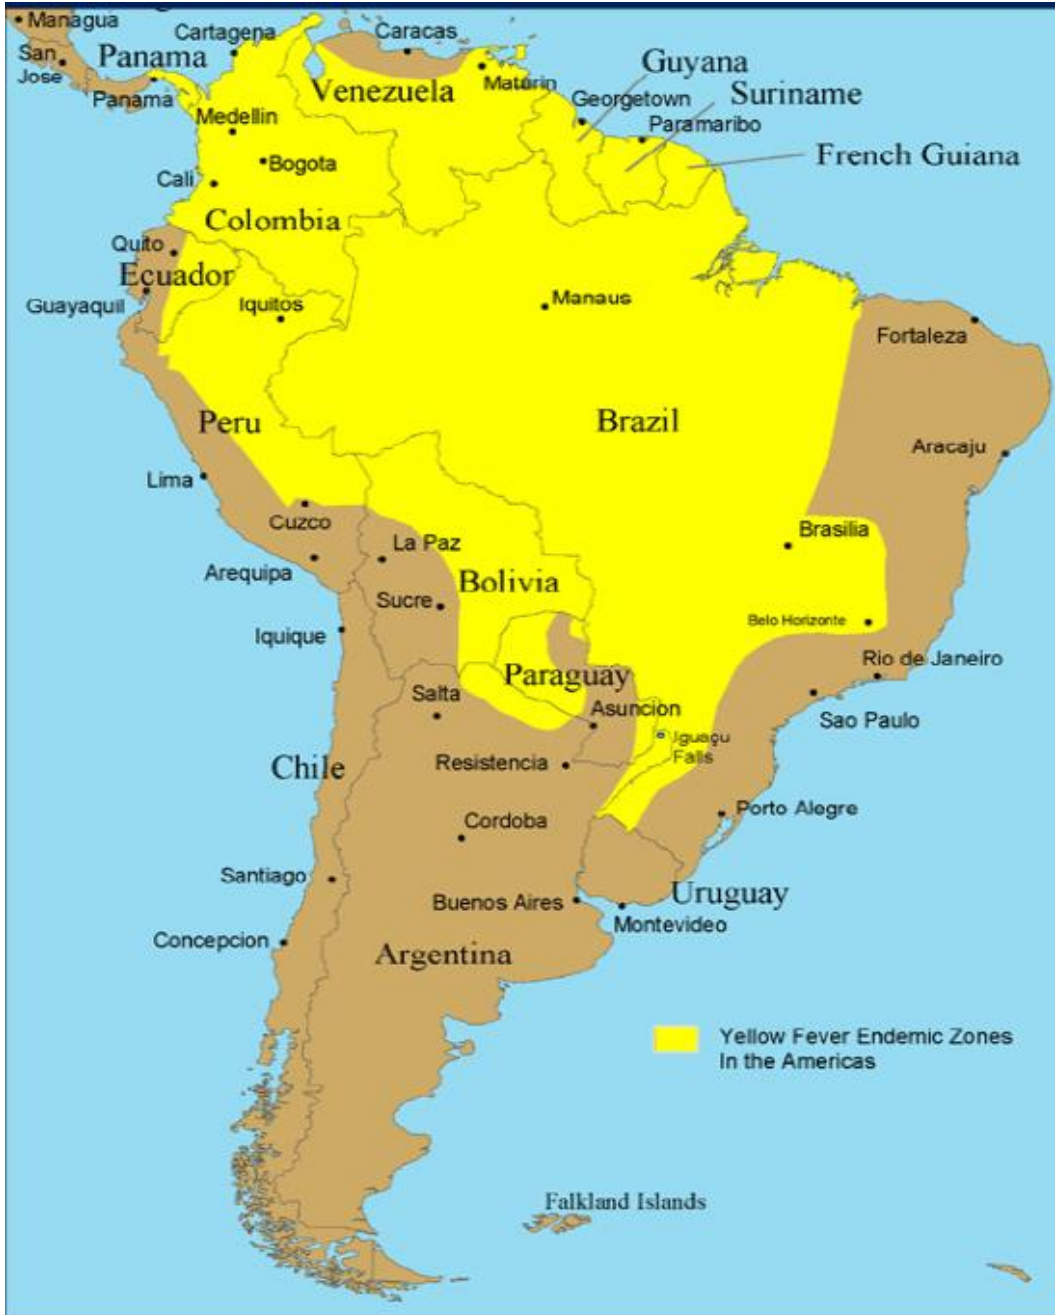 Managua
San
Jose
Panama
Panamá
Cartagena
Caracas
Venezuela
Maturin
Guyana
Georgetown
Suriname
Paramaribo
French Guiana
Medellin
Bogota
Cali
Colombia
Quito
Ecuador
Guayaquil
Iquitos
Manaus
Fortaleza
Peru
Brazil
Aracaju
Lima
Cuzco
Brasilia
La Paz
Arequipa
Bolivia
Sucre
Iquique
Belo Horizonte
Rio de Janeiro
Paraguay
Salta
Asuncion
Sao Paulo
Iguaçu
Falls
Chile
Resistencia
Porto Alegre
Cordoba
Santiago
Uruguay
Buenos Aires
Montevideo
Concepcion
Argentina
Yellow Fever Endemic Zones
In the Americas
Falkland Islands